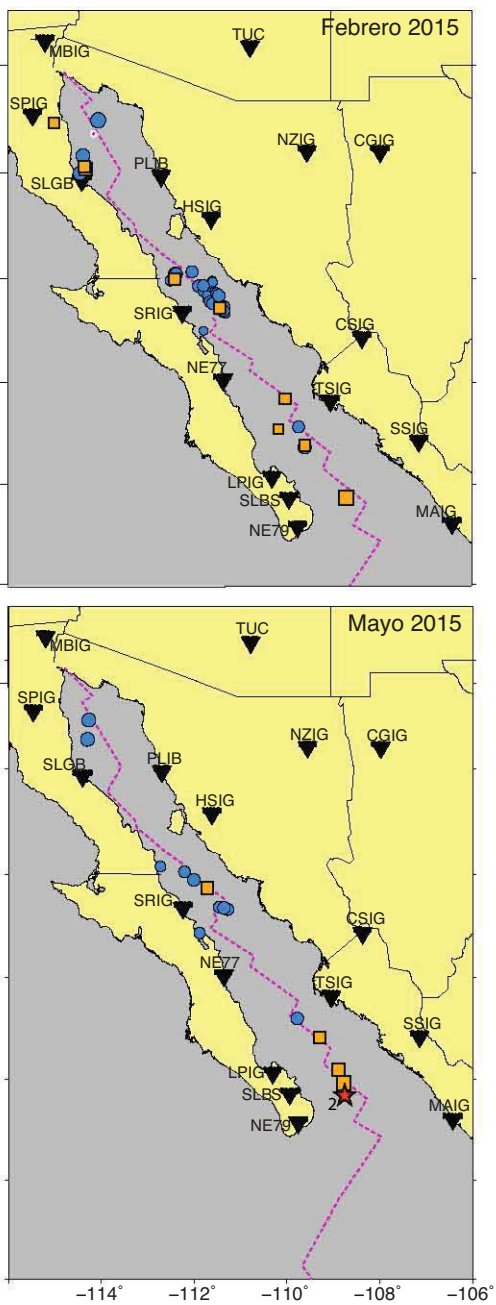 Febrero 2015
TUC
MBIG
SPIG
NZIG
CGIG
PLIB
SLGB
HSIG
SRIG
CSIG
NE77
TSIG
SSIG
LPIG
SLBS
MAIG
NE79
Mayo 2015
TUC
MBIG
SPIG
NZIG
CGIG
PLIB
SLGB
HSIG
SRIG
CSIG
NE77
TSIG
SSIG
LPIG
SLBS
2
MAIG
NE79
−114° −112° −110° −108° −106°